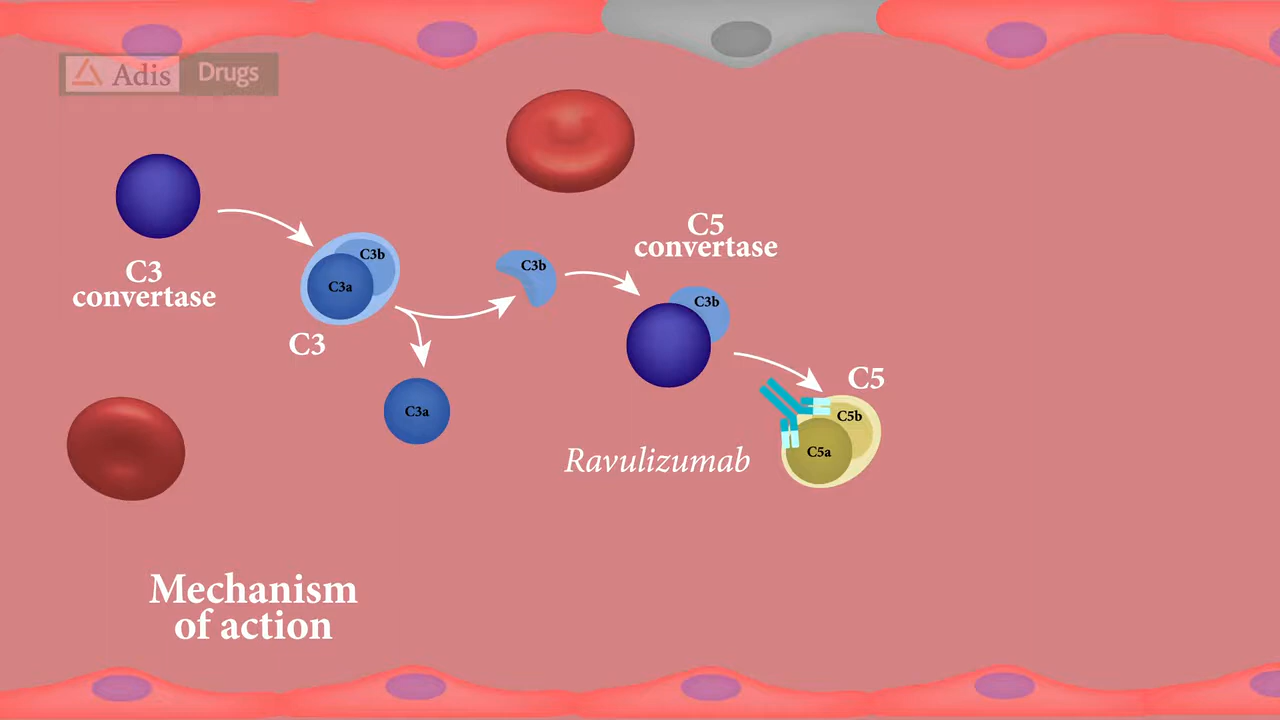 Adis Drugs
C3
convertase
C3b
C3a
C3
C3b
C3a
C5
convertase
C3b
C5
C5b
C5a
Ravulizumab
Mechanism
of action